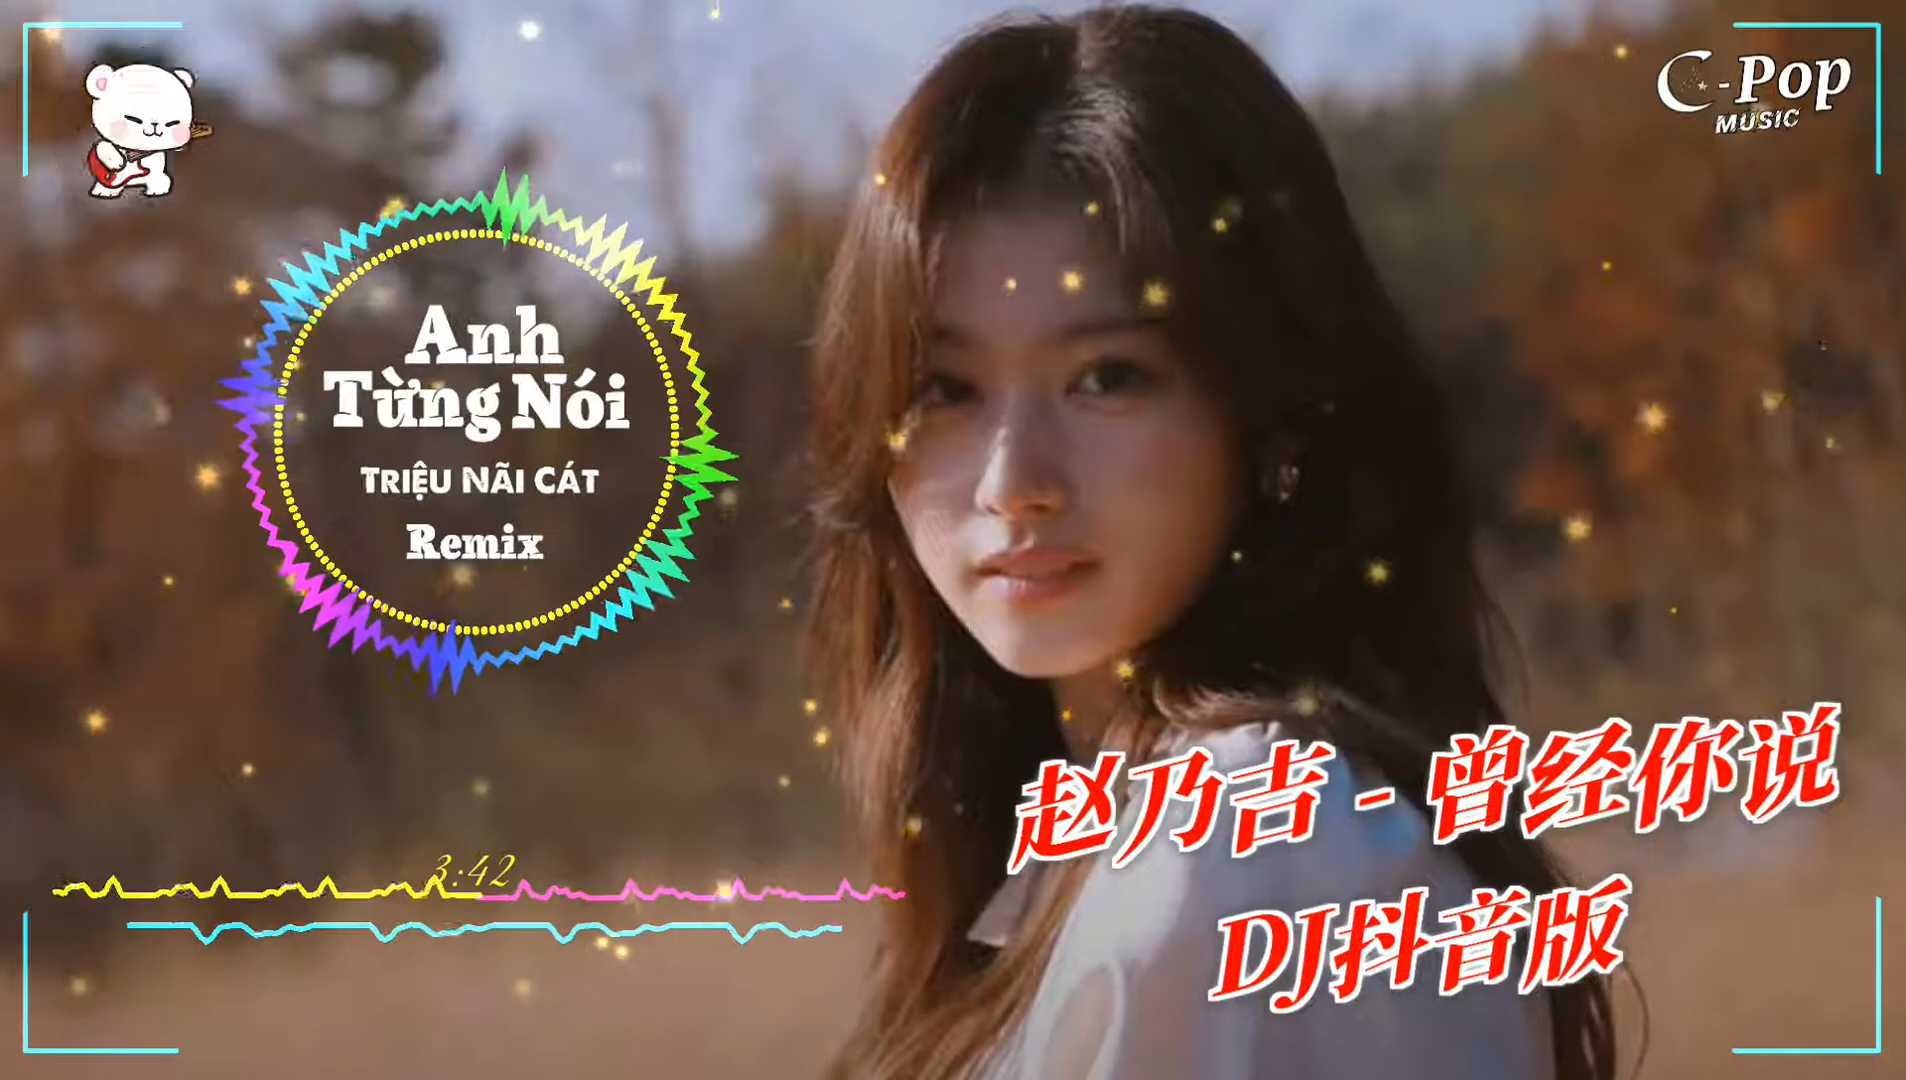 C-Pop
MUSIC
Anh
Từng Nói
TRIỆU NÃI CÁT
Remix
赵乃吉 - 曾经你说
DJ抖音版
3:42